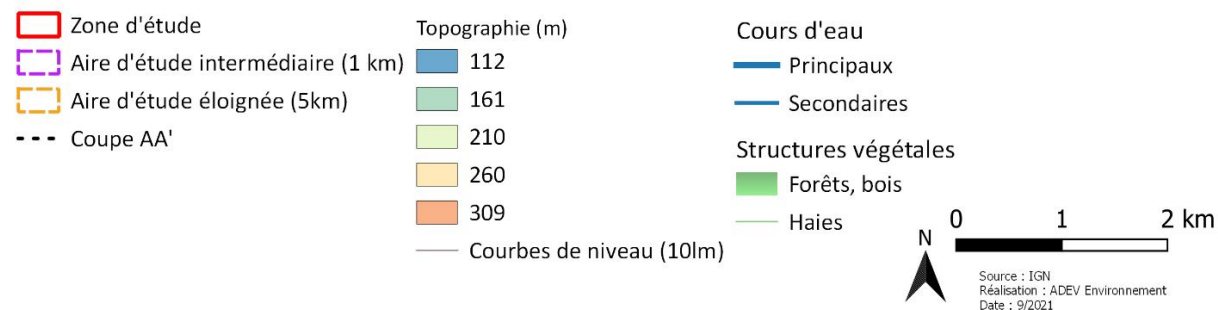 Zone d'étude
Aire d'étude intermédiaire (1 km)
Aire d'étude éloignée (5km)
Coupe AA'
Topographie (m)
112
161
210
260
309
Courbes de niveau (10lm)
Cours d'eau
Principaux
Secondaires
Structures végétales
Forêts, bois
Haies
N
0 1 2 km
Source : IGN
Réalisation : ADEV Environnement
Date : 9/2021